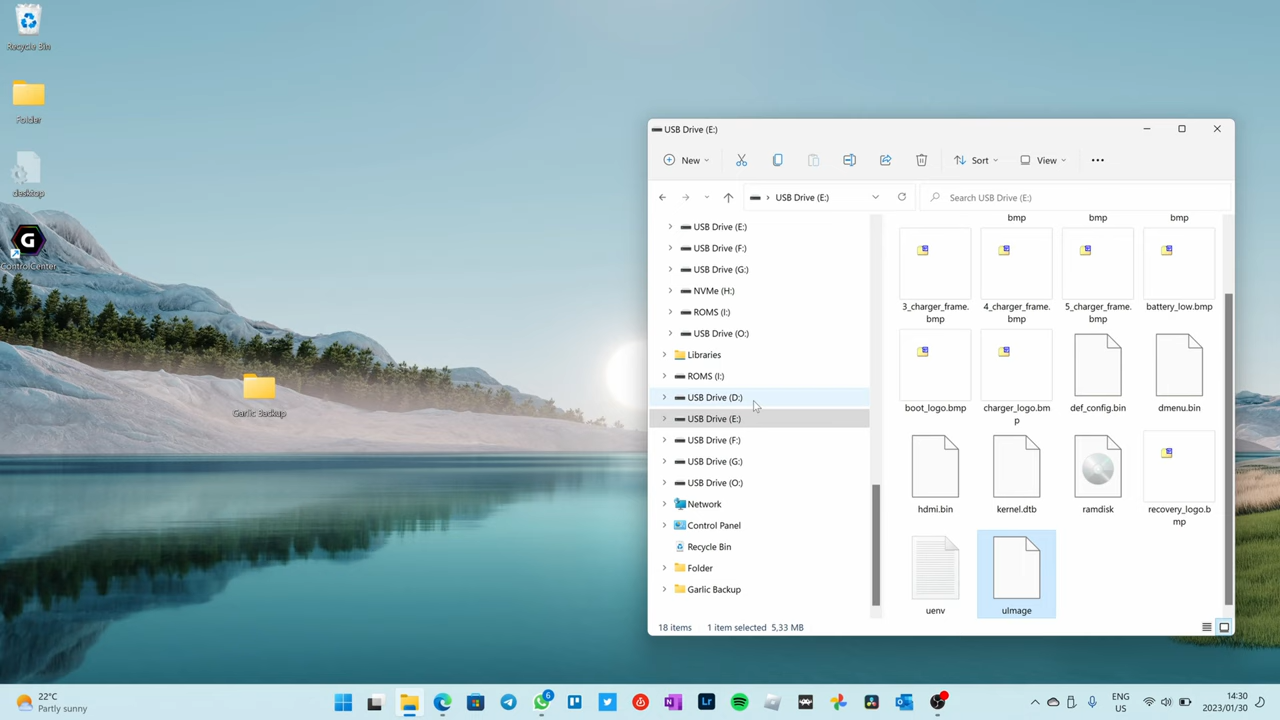 Recycle Bin
Folder
desktop
ControlCenter
Garlic Backup
USB Drive (E:)
New
Sort
View
USB Drive (E:)
Search USB Drive (E:)
USB Drive (E:)
USB Drive (F:)
USB Drive (G:)
NVMe (H:)
ROMS (I:)
USB Drive (O:)
Libraries
ROMS (I:)
USB Drive (D:)
USB Drive (E:)
USB Drive (F:)
USB Drive (G:)
USB Drive (O:)
Network
Control Panel
Recycle Bin
Folder
Garlic Backup
bmp
bmp
bmp
3_charger_frame.
bmp
4_charger_frame.
bmp
5_charger_frame.
bmp
battery_low.bmp
boot_logo.bmp
charger_logo.bm
p
def_config.bin
dmenu.bin
hdmi.bin
kernel.dtb
ramdisk
recovery_logo.b
mp
uenv
uImage
18 items
1 item selected 5,33 MB
22°C
Partly sunny
6
Lr
ENG
US
14:30
2023/01/30